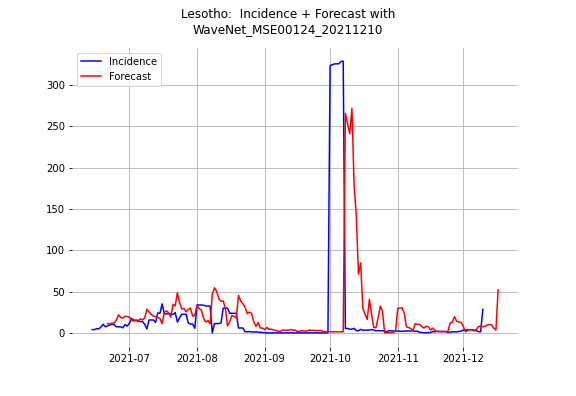 Lesotho:  Incidence + Forecast with
WaveNet_MSE00124_20211210
Incidence
Forecast
300
250
200
150
100
50
0
2021-07 2021-08 2021-09 2021-10 2021-11 2021-12